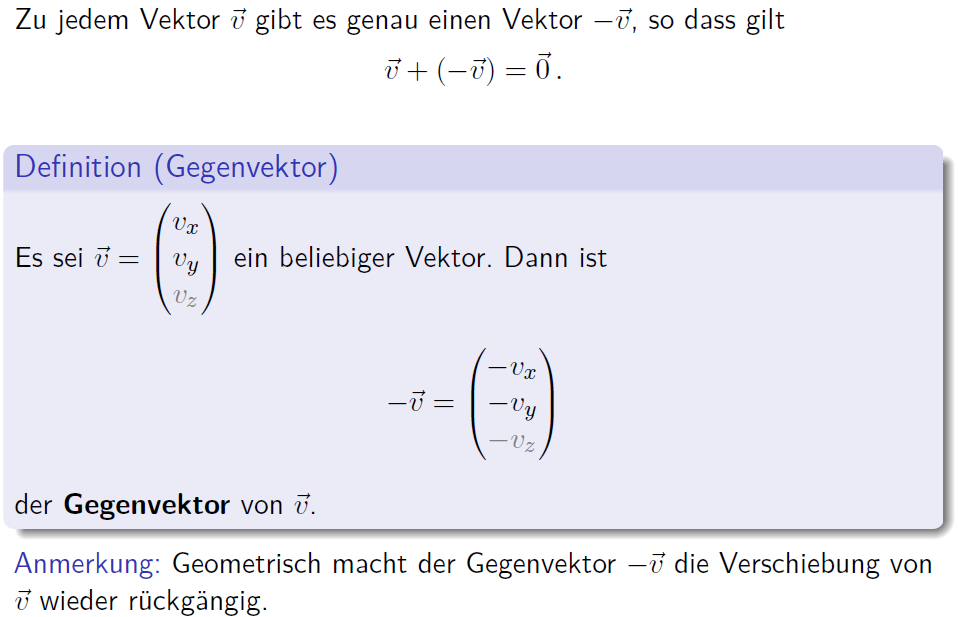 Zu jedem Vektor $\vec{v}$ gibt es genau einen Vektor $-\vec{v}$, so dass gilt
$\vec{v} + (-\vec{v}) = \vec{0}\,.$
Definition (Gegenvektor)
Es sei $\vec{v} = \begin{pmatrix} v_x \\ v_y \\ v_z \end{pmatrix}$ ein beliebiger Vektor. Dann ist
$-\vec{v} = \begin{pmatrix} -v_x \\ -v_y \\ -v_z \end{pmatrix}$
der Gegenvektor von $\vec{v}$.
Anmerkung: Geometrisch macht der Gegenvektor $-\vec{v}$ die Verschiebung von
$\vec{v}$ wieder rückgängig.